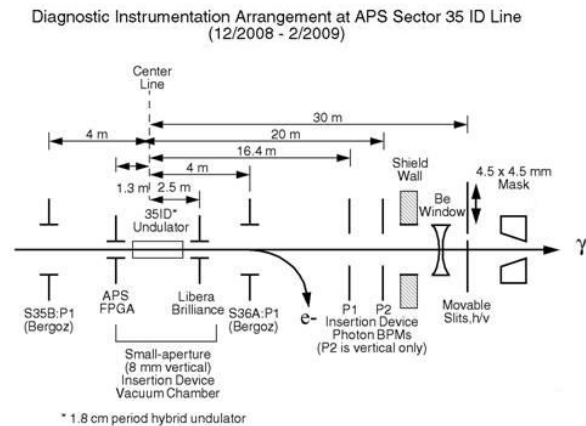 Diagnostic Instrumentation Arrangement at APS Sector 35 ID Line
(12/2008 - 2/2009)
Center
Line
30 m
4 m
20 m
16.4 m
4 m
1.3 m
2.5 m
Shield
Wall
4.5 x 4.5 mm
Mask
Be
Window
35ID*
Undulator
γ
S35B:P1
(Bergoz)
APS
FPGA
Libera
Brilliance
S36A:P1
(Bergoz)
e-
P1
P2
Insertion Device
Photon BPMs
(P2 is vertical only)
Movable
Slits,h/v
Small-aperture
(8 mm vertical)
Insertion Device
Vacuum Chamber
* 1.8 cm period hybrid undulator